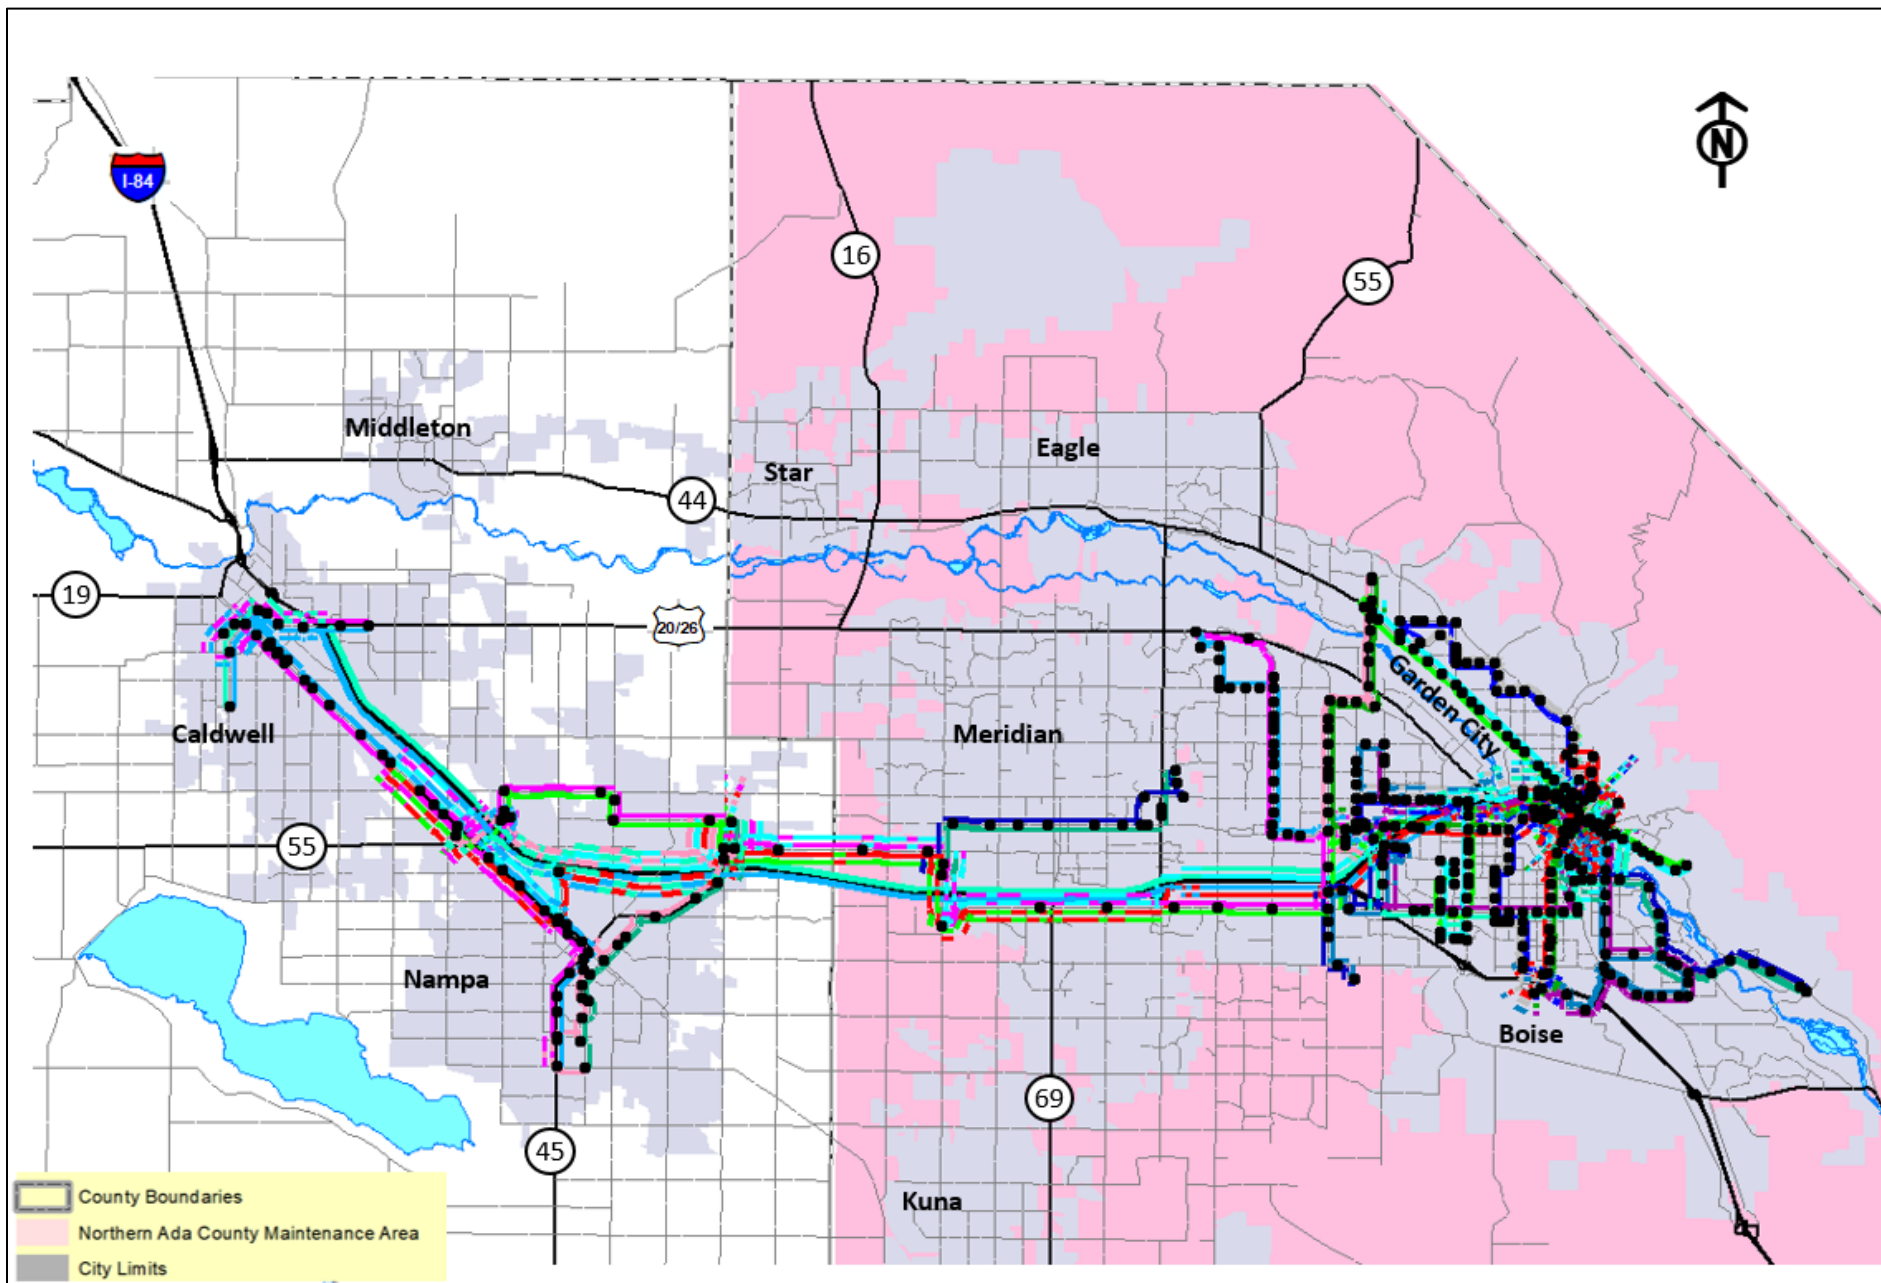 N
I-84
16
55
Middleton
Eagle
Star
44
19
20/26
Garden City
Caldwell
Meridian
55
Nampa
Boise
69
45
Kuna
County Boundaries
Northern Ada County Maintenance Area
City Limits